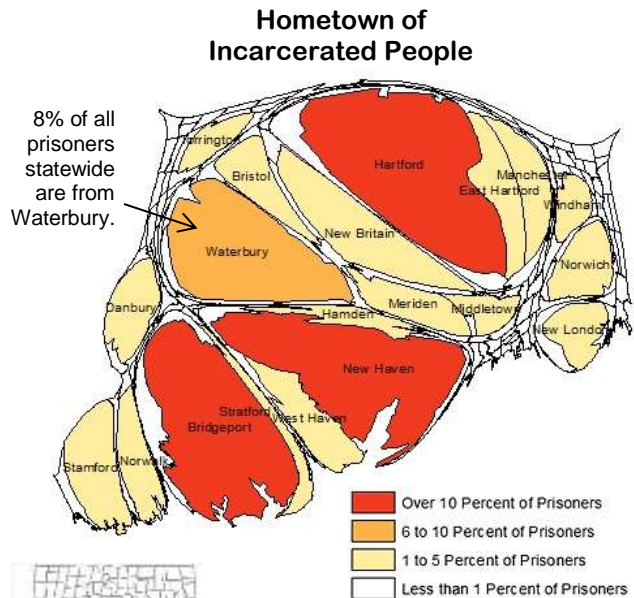 Hometown of
Incarcerated People
8% of all
prisoners
statewide
are from
Waterbury.
Torrington
Hartford
Bristol
Manchester
East Hartford
Windham
New Britain
Waterbury
Norwich
Danbury
Meriden
Middletown
Hamden
New London
New Haven
Stratford
West Haven
Bridgeport
Norwalk
Stamford
Over 10 Percent of Prisoners
6 to 10 Percent of Prisoners
1 to 5 Percent of Prisoners
Less than 1 Percent of Prisoners